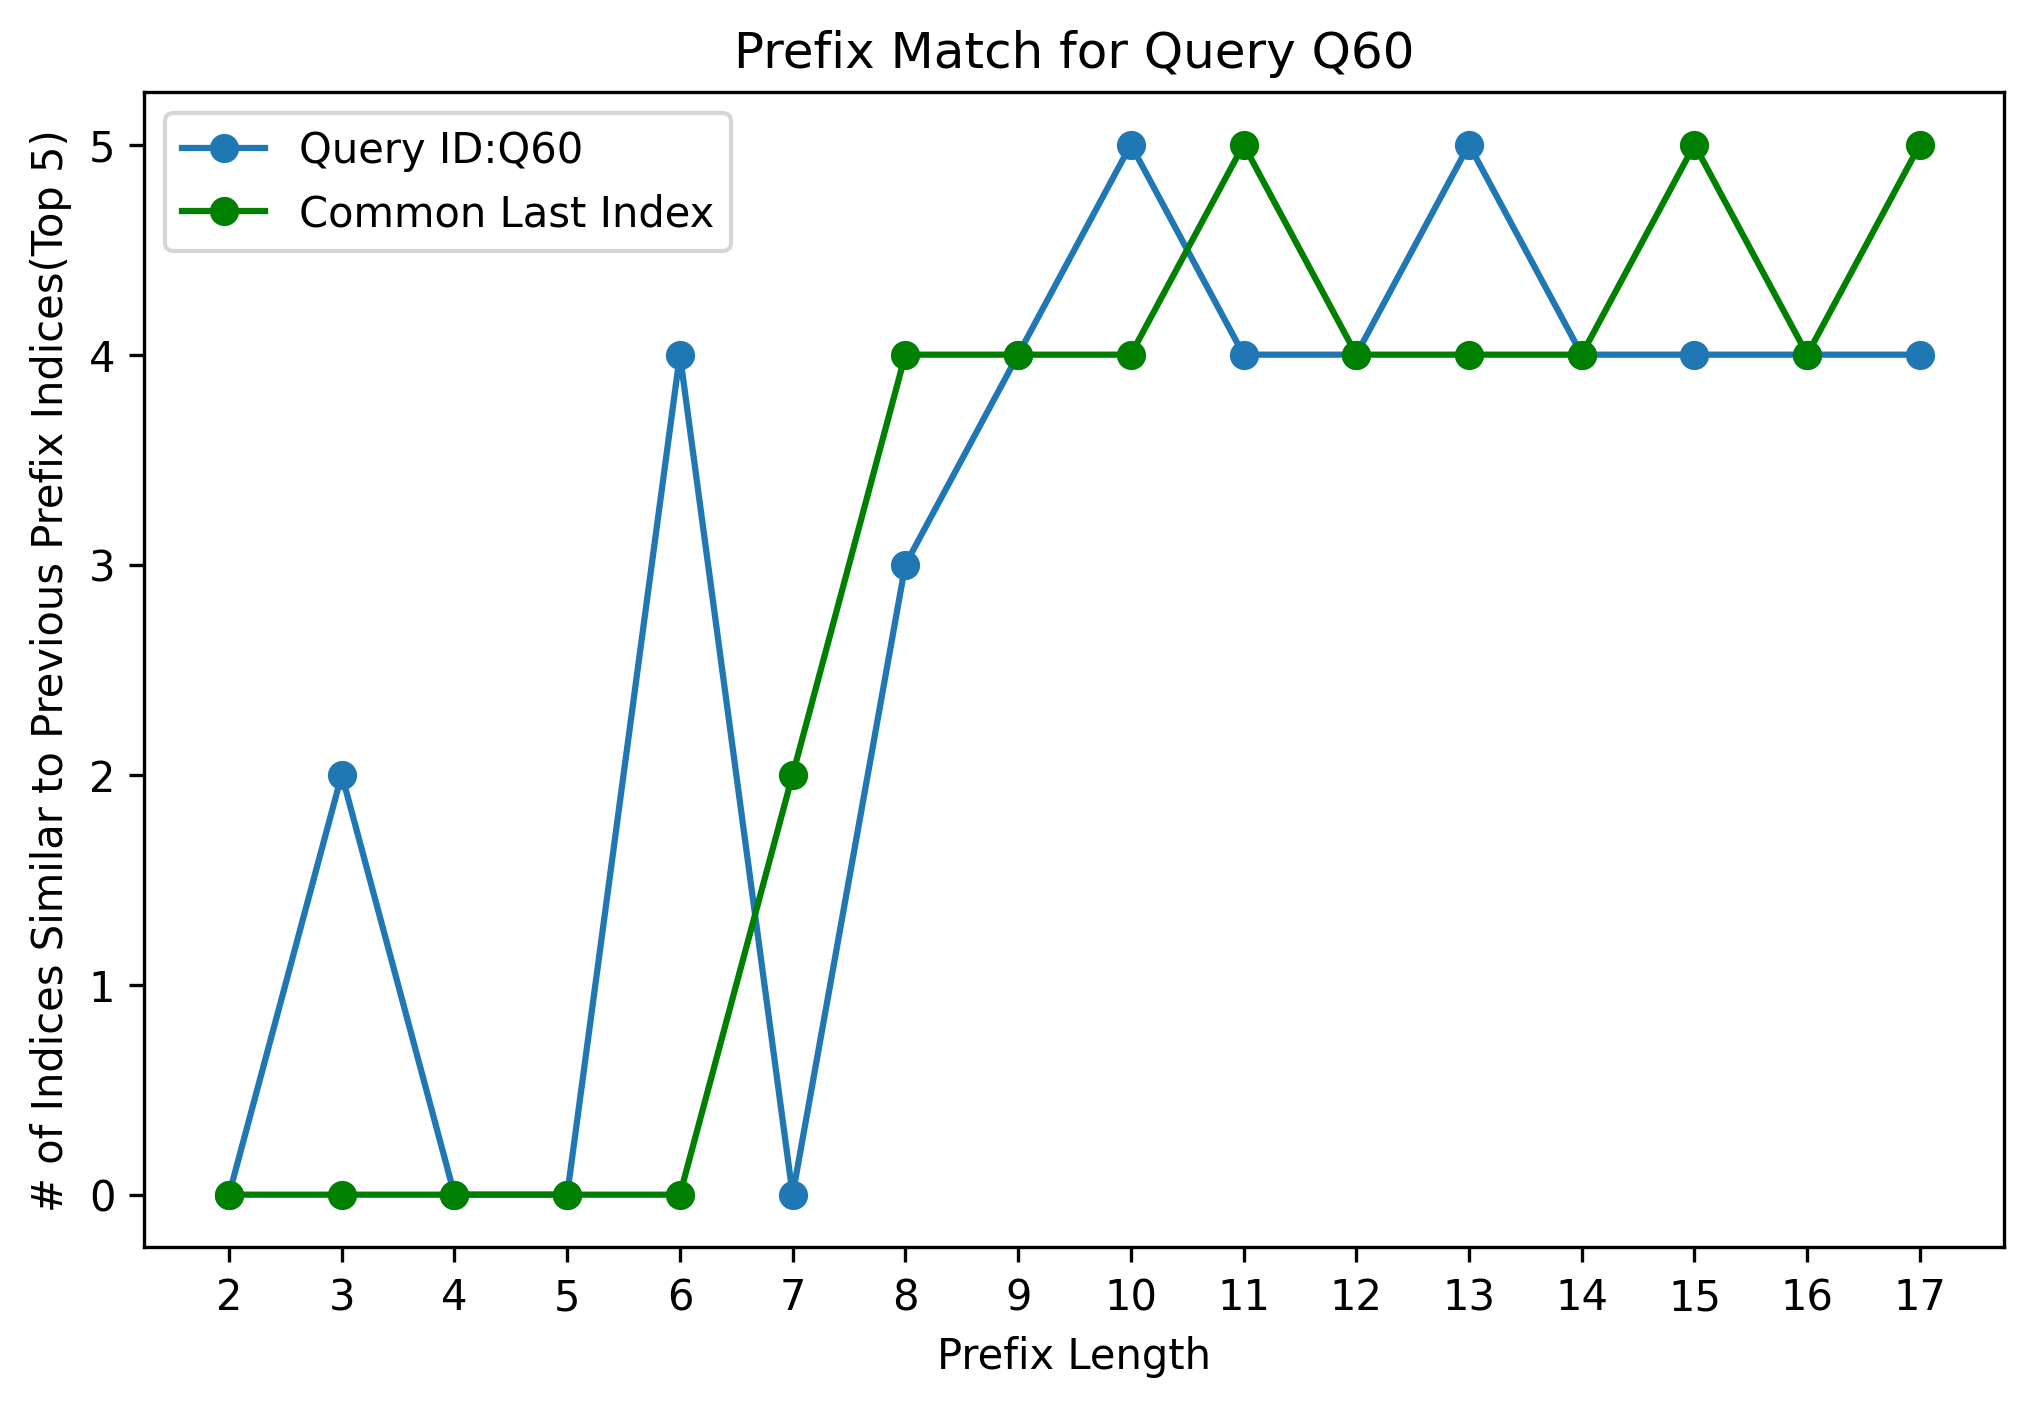 Prefix Match for Query Q60
Query ID:Q60
Common Last Index
# of Indices Similar to Previous Prefix Indices(Top 5)
5
4
3
2
1
0
2 3 4 5 6 7 8 9 10 11 12 13 14 15 16 17
Prefix Length